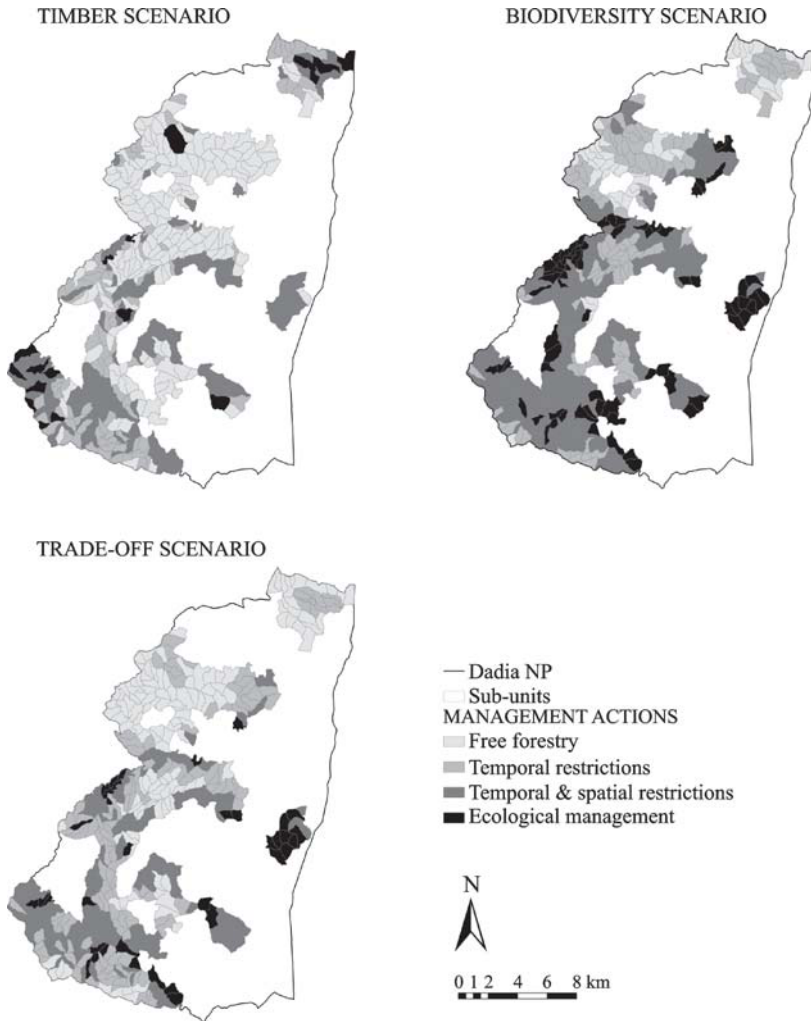 TIMBER SCENARIO
BIODIVERSITY SCENARIO
TRADE-OFF SCENARIO
Dadia NP
Sub-units
MANAGEMENT ACTIONS
Free forestry
Temporal restrictions
Temporal & spatial restrictions
Ecological management
N
0 1 2 4 6 8 km